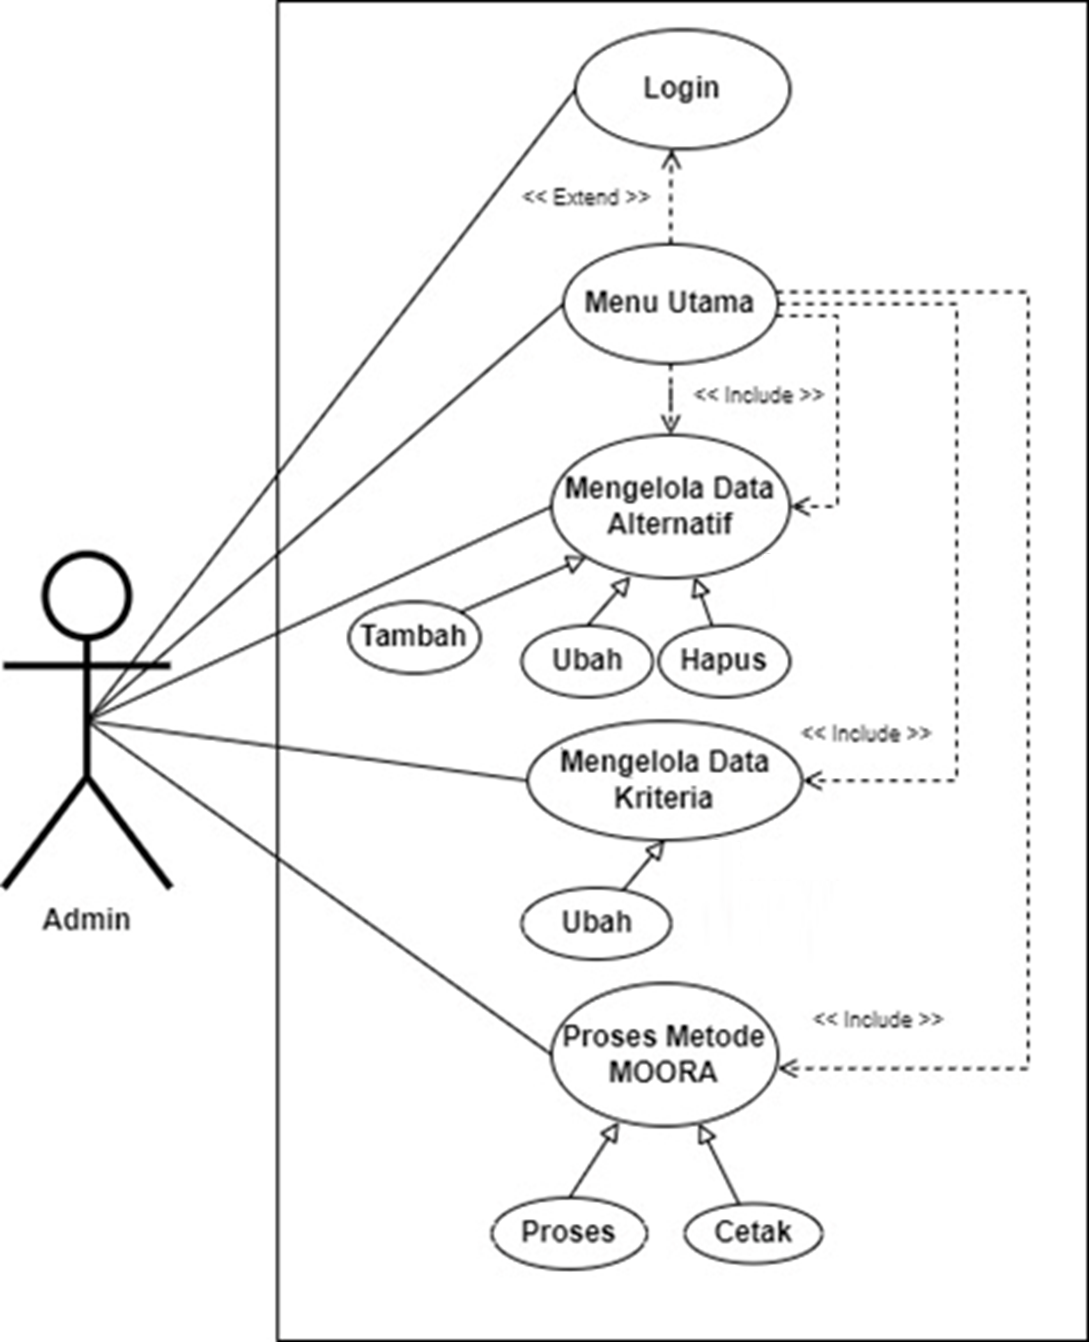 Login
<< Extend >>
Menu Utama
<< Include >>
Mengelola Data
Alternatif
Tambah
Ubah
Hapus
<< Include >>
Mengelola Data
Kriteria
Ubah
Admin
<< Include >>
Proses Metode
MOORA
Proses
Cetak